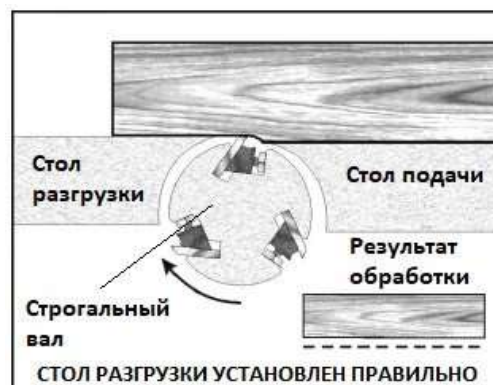 Стол
разгрузки
Стол подачи
Результат
обработки
Строгальный
вал
СТОЛ РАЗГРУЗКИ УСТАНОВЛЕН ПРАВИЛЬНО